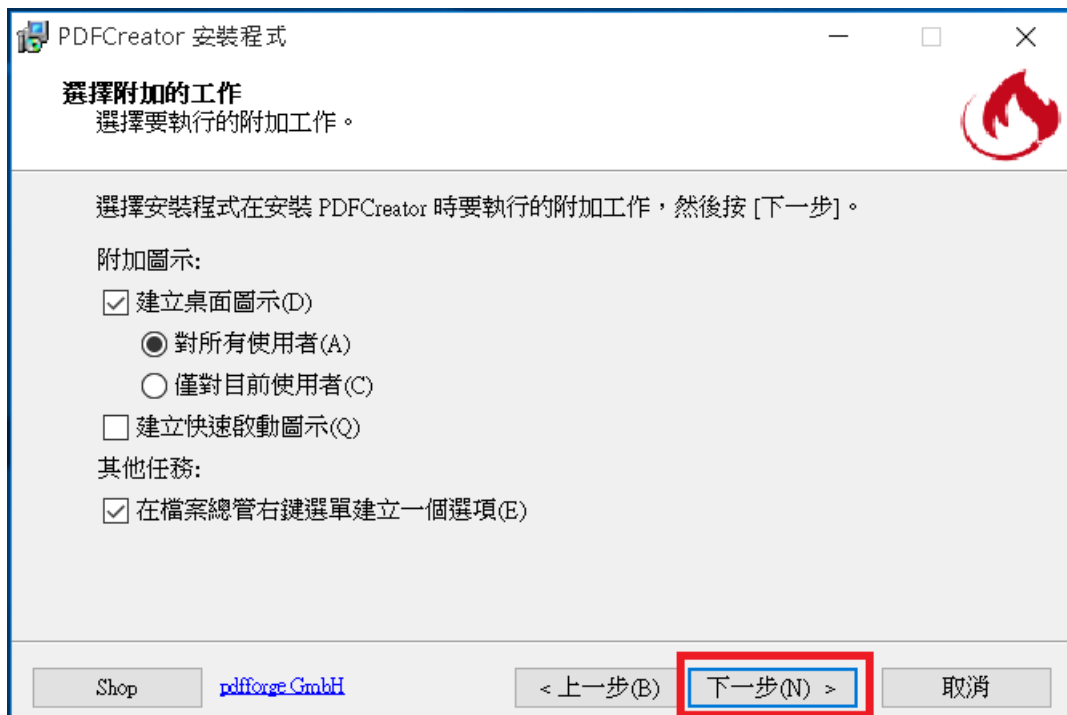 PDFCreator 安裝程式
選擇附加的工作
選擇要執行的附加工作。
選擇安裝程式在安裝 PDFCreator 時要執行的附加工作，然後按 [下一步]。
附加圖示:
建立桌面圖示(D)
對所有使用者(A)
僅對目前使用者(C)
建立快速啟動圖示(Q)
其他任務:
在檔案總管右鍵選單建立一個選項(E)
Shop
pdfforge GmbH
< 上一步(B)
下一步(N) >
取消